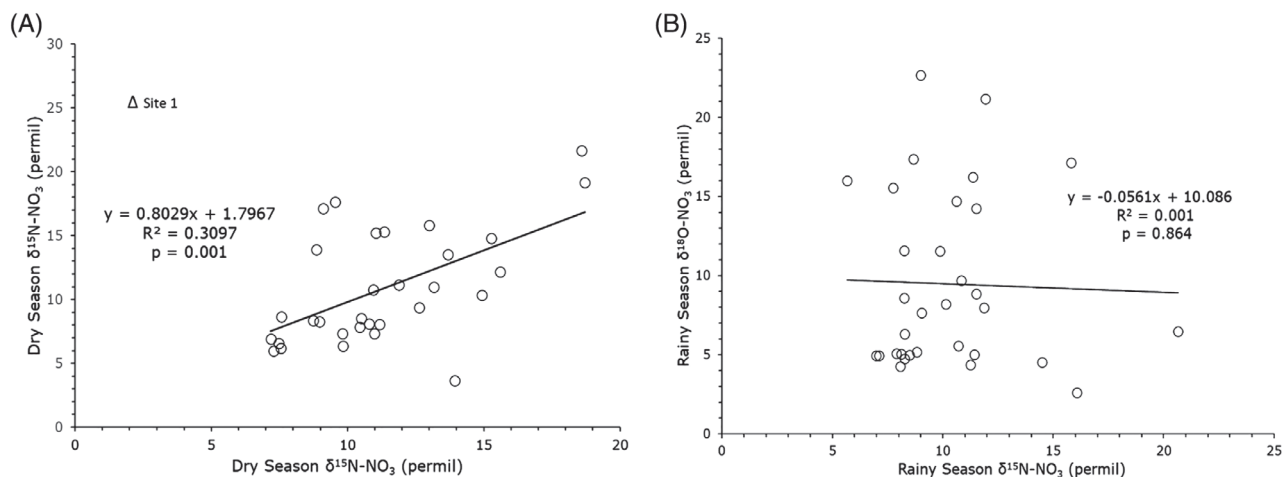 (A)
30
25
20
15
10
5
0
Dry Season δ¹⁵N-NO₃ (permil)
Δ Site 1
y = 0.8029x + 1.7967
R² = 0.3097
p = 0.001
0 5 10 15 20
Dry Season δ¹⁵N-NO₃ (permil)
(B)
25
20
15
10
5
0
Rainy Season δ¹⁸O-NO₃ (permil)
y = -0.0561x + 10.086
R² = 0.001
p = 0.864
0 5 10 15 20 25
Rainy Season δ¹⁵N-NO₃ (permil)